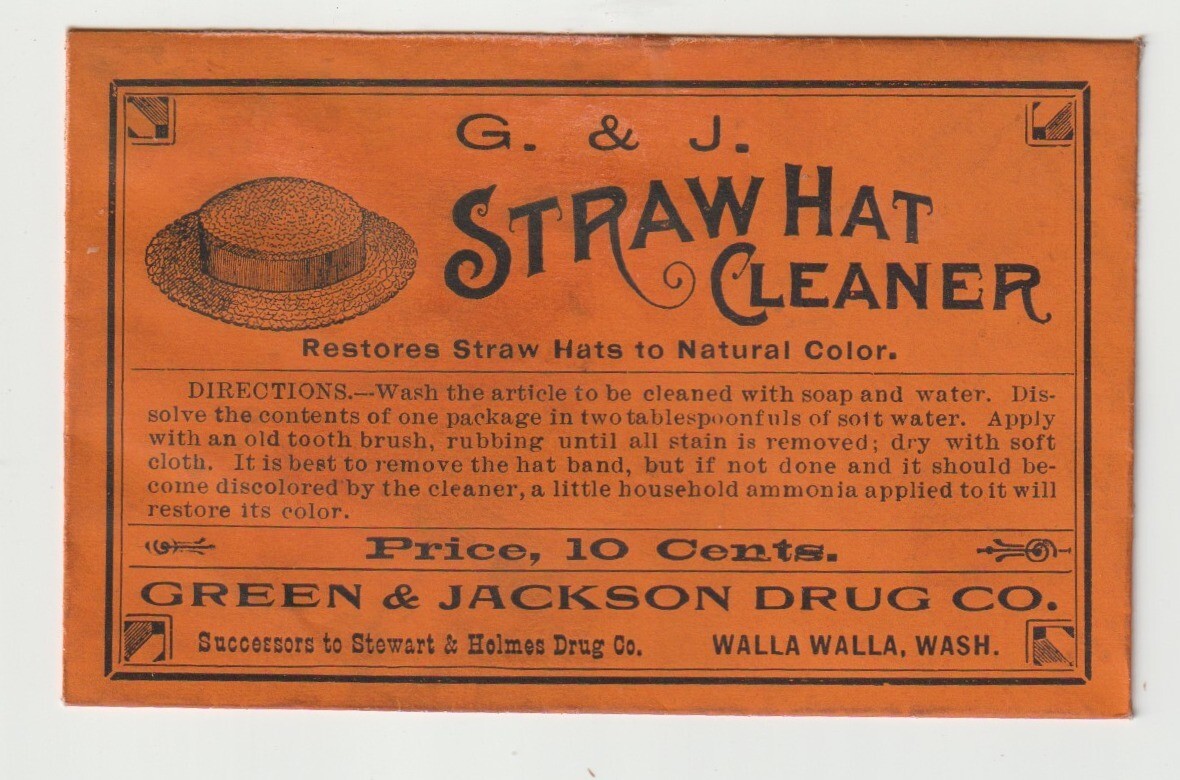 G. & J.
STRAW HAT
CLEANER
Restores Straw Hats to Natural Color.
DIRECTIONS.—Wash the article to be cleaned with soap and water. Dis-
solve the contents of one package in two tablespoonfuls of soft water. Apply
with an old tooth brush, rubbing until all stain is removed; dry with soft
cloth. It is best to remove the hat band, but if not done and it should be-
come discolored by the cleaner, a little household ammonia applied to it will
restore its color.
Price, 10 Cents.
GREEN & JACKSON DRUG CO.
Successors to Stewart & Holmes Drug Co. WALLA WALLA, WASH.